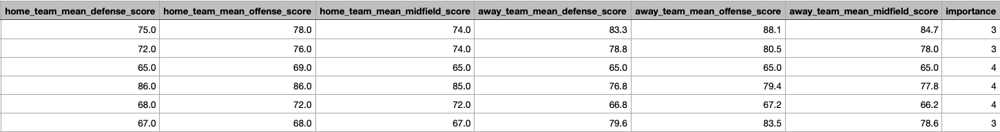 home_team_mean_defense_score home_team_mean_offense_score home_team_mean_midfield_score away_team_mean_defense_score away_team_mean_offense_score away_team_mean_midfield_score importance
75.0 78.0 74.0 83.3 88.1 84.7 3
72.0 76.0 74.0 78.8 80.5 78.0 3
65.0 69.0 65.0 65.0 65.0 65.0 4
86.0 86.0 85.0 76.8 79.4 77.8 4
68.0 72.0 72.0 66.8 67.2 66.2 4
67.0 68.0 67.0 79.6 83.5 78.6 3